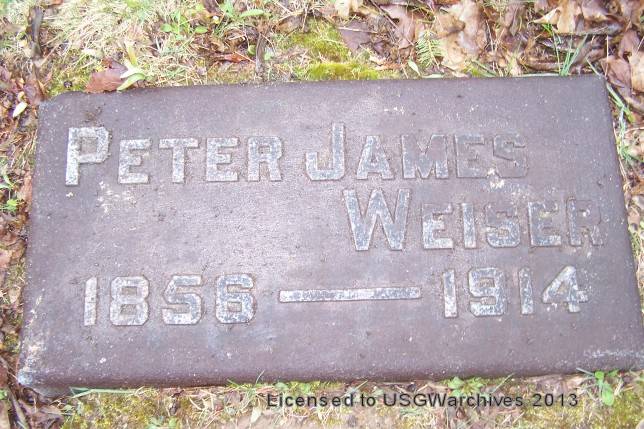 PETER JAMES
WEISER
1856 — 1914
Licensed to USGWarchives 2013